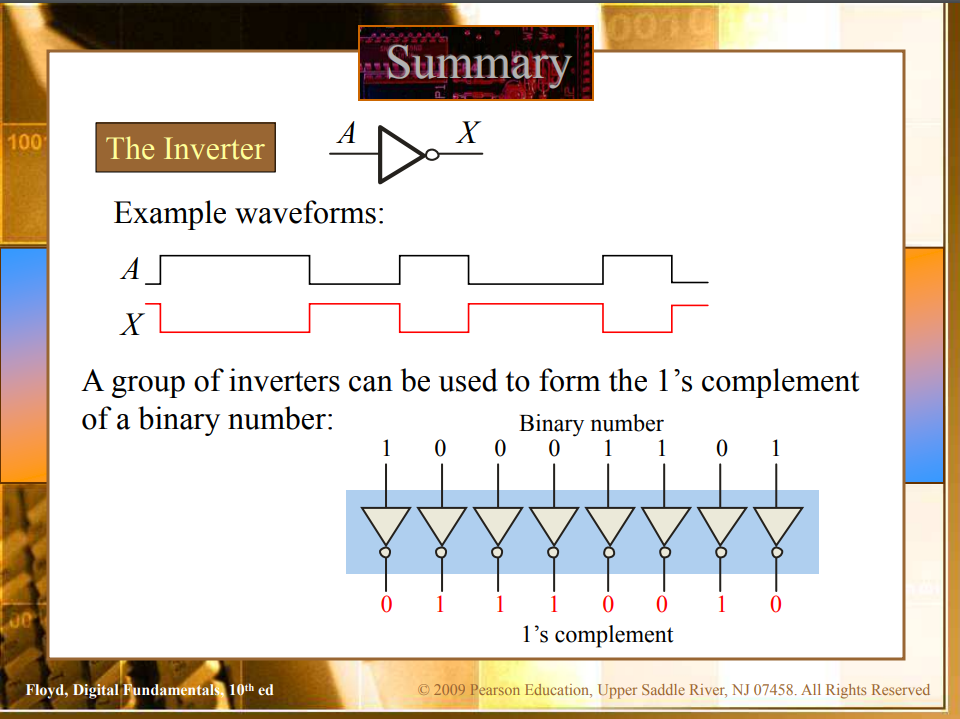 Summary
The Inverter
A
X
Example waveforms:
A
X
A group of inverters can be used to form the 1’s complement
of a binary number:
Binary number
1 0 0 0 1 1 0 1
0 1 1 1 0 0 1 0
1’s complement
Floyd, Digital Fundamentals, 10th ed
© 2009 Pearson Education, Upper Saddle River, NJ 07458. All Rights Reserved